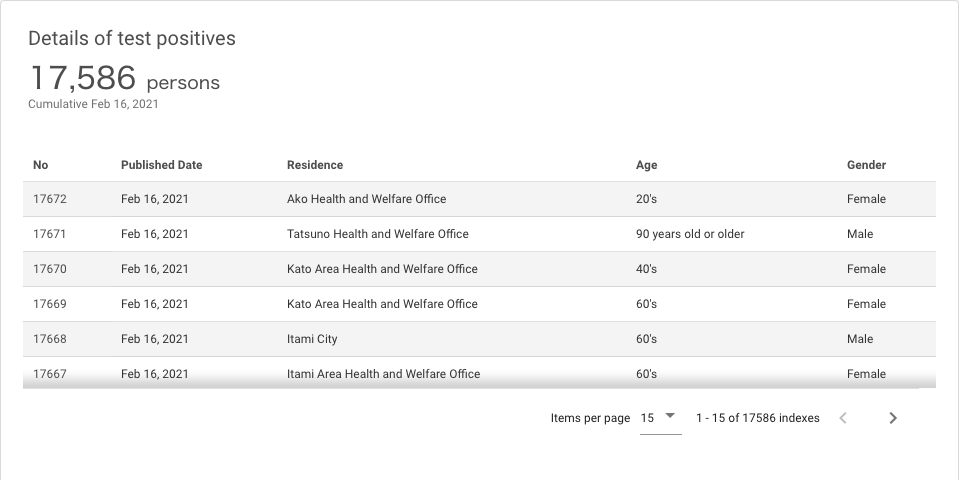 Details of test positives
17,586 persons
Cumulative Feb 16, 2021
No Published Date Residence Age Gender
17672 Feb 16, 2021 Ako Health and Welfare Office 20's Female
17671 Feb 16, 2021 Tatsuno Health and Welfare Office 90 years old or older Male
17670 Feb 16, 2021 Kato Area Health and Welfare Office 40's Female
17669 Feb 16, 2021 Kato Area Health and Welfare Office 60's Female
17668 Feb 16, 2021 Itami City 60's Male
17667 Feb 16, 2021 Itami Area Health and Welfare Office 60's Female
Items per page 15 1 - 15 of 17586 indexes